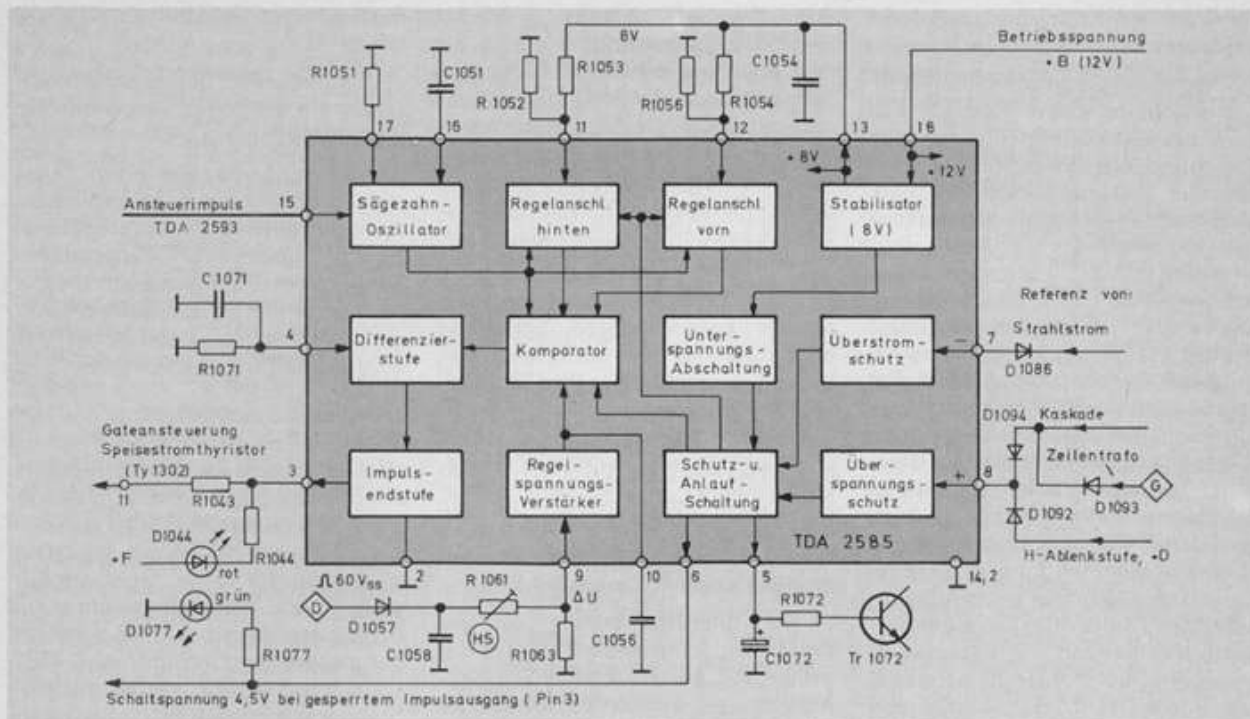 8V
Betriebsspannung
+B (12V)
R1051
C1051
R1052
R1053
R1056
R1054
C1054
17
16
11
12
13
16
+8V
+12V
Ansteuerimpuls
TDA 2593
15
Sägezahn-
Oszillator
Regelanschl.
hinten
Regelanschl.
vorn
Stabilisator
(8V)
C1071
R1071
4
Differenzier-
stufe
Komparator
Unter-
spannungs-
Abschaltung
Überstrom-
schutz
Referenz von:
Strahlstrom
7
−
D1086
Gateansteuerung
Speisestromthyristor
(Ty1302)
11
R1043
3
Impuls-
endstufe
Regel-
spannungs-
Verstärker
Schutz- u.
Anlauf-
Schaltung
Über-
spannungs-
schutz
+
8
D1094
Kaskade
Zeilentrafo
G
D1093
D1092
H-Ablenkstufe, +D
TDA 2585
D1044
+F
rot
R1044
2
9
10
6
5
14,2
60 Vss
D
D1057
C1058
R1061
HS
ΔU
R1063
C1056
R1072
C1072
+
Tr 1072
grün
D1077
R1077
Schaltspannung 4,5V bei gesperrtem Impulsausgang (Pin3)